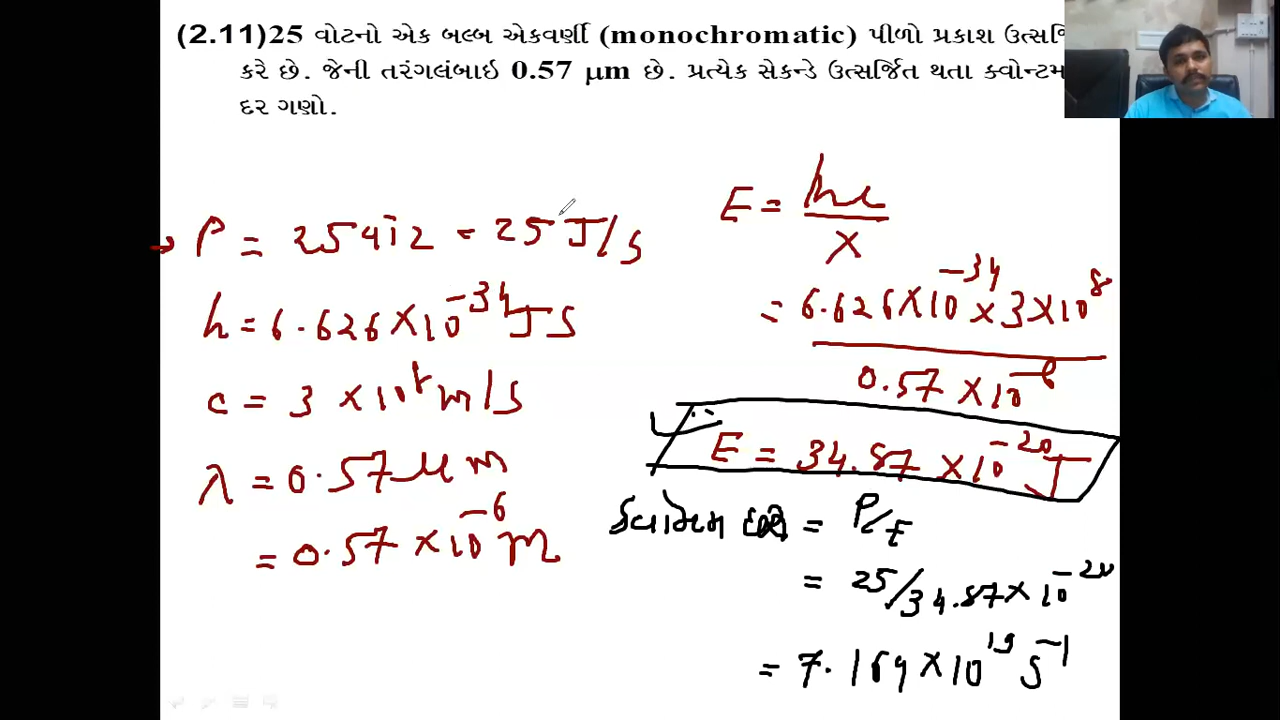 (2.11)25 વોટનો એક બલ્બ એકવર્ણી (monochromatic) પીળો પ્રકાશ ઉત્સર્જિ
કરે છે. જેની તરંગલંબાઇ 0.57 μm છે. પ્રત્યેક સેકન્ડે ઉત્સર્જિત થતા ક્વોન્ટમ
દર ગણો.
→ P = 25 = 25 J/s
h = 6.626 × 10⁻³⁴ JS
c = 3 × 10⁸ m/s
λ = 0.57 μm
= 0.57 × 10⁻⁶ m
E = hc / λ
= 6.626 × 10⁻³⁴ × 3 × 10⁸ / 0.57 × 10⁻⁶
∴ E = 34.87 × 10⁻²⁰ J
= P/E
= 25/34.87 × 10⁻²⁰
= 7.169 × 10¹⁹ S⁻¹